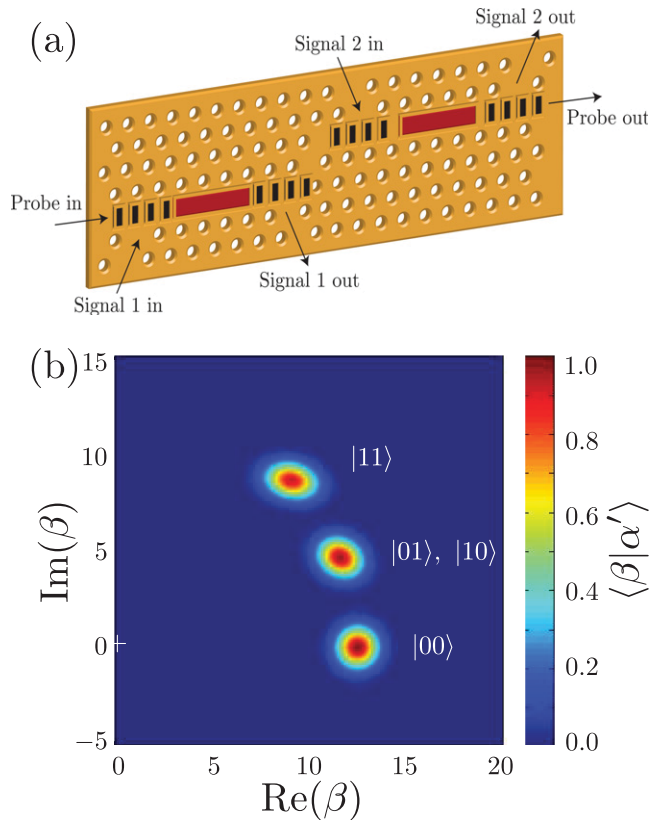 (a)
Signal 2 in
Signal 2 out
Probe out
Probe in
Signal 1 in
Signal 1 out
(b)
15
10
5
0
−5
0
5
10
15
20
Im(β)
Re(β)
|11⟩
|01⟩, |10⟩
|00⟩
1.0
0.8
0.6
0.4
0.2
0.0
⟨β|α′⟩